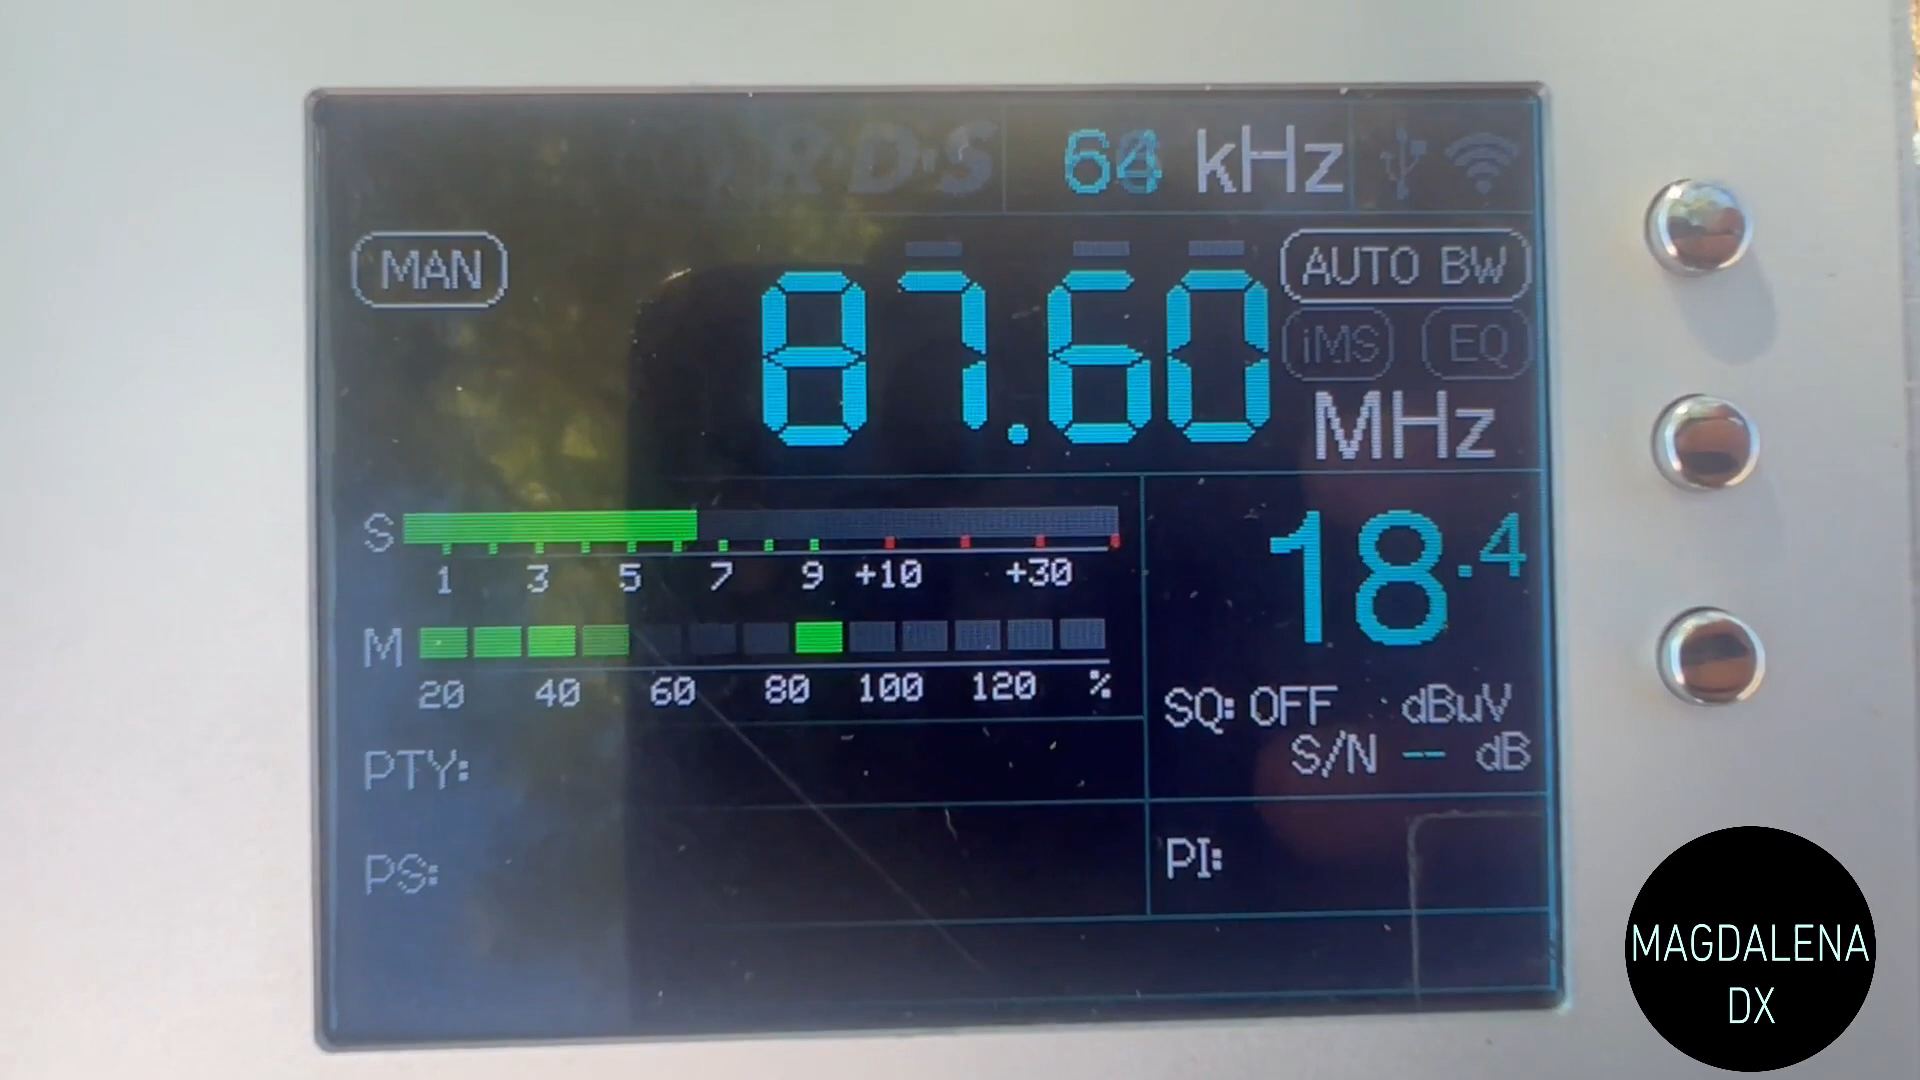 R·D·S
64 kHz
MAN
87.60
AUTO BW
iMS EQ
MHz
S
1 3 5 7 9 +10 +30
18.4
M
20 40 60 80 100 120 %
SQ: OFF dBuV
S/N -- dB
PTY:
PS:
PI:
MAGDALENA
DX